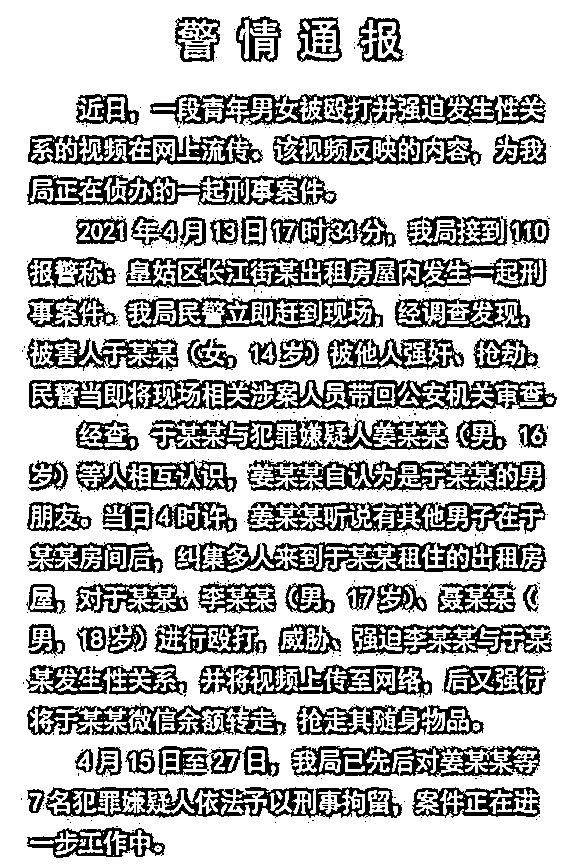 警情通报
近日，一段青年男女被殴打并强迫发生性关
系的视频在网上流传。该视频反映的内容，为我
局正在侦办的一起刑事案件。
2021年4月13日17时34分，我局接到110
报警称：皇姑区长江街某出租房屋内发生一起刑
事案件。我局民警立即赶到现场，经调查发现，
被害人于某某（女，14岁）被他人强奸、抢劫。
民警当即将现场相关涉案人员带回公安机关审查。
经查，于某某与犯罪嫌疑人姜某某（男，16
岁）等人相互认识，姜某某自认为是于某某的男
朋友。当日4时许，姜某某听说有其他男子在于
某某房间后，纠集多人来到于某某租住的出租房
屋，对于某某、李某某（男，17岁）、聂某某（
男，18岁）进行殴打，威胁、强迫李某某与于某
某发生性关系，并将视频上传至网络，后又强行
将于某某微信余额转走，抢走其随身物品。
4月15日至27日，我局已先后对姜某某等
7名犯罪嫌疑人依法予以刑事拘留，案件正在进
一步工作中。